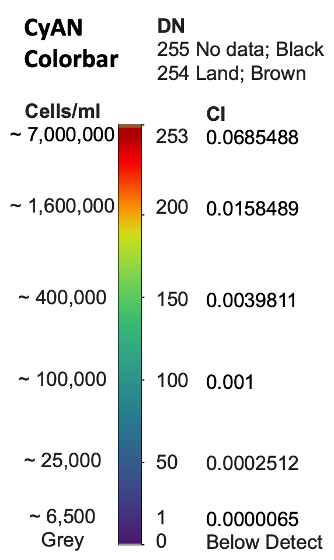 CyAN
Colorbar
DN
255 No data; Black
254 Land; Brown
Cells/ml CI
~ 7,000,000 253 0.0685488
~ 1,600,000 200 0.0158489
~ 400,000 150 0.0039811
~ 100,000 100 0.001
~ 25,000 50 0.0002512
~ 6,500 1 0.0000065
Grey 0 Below Detect